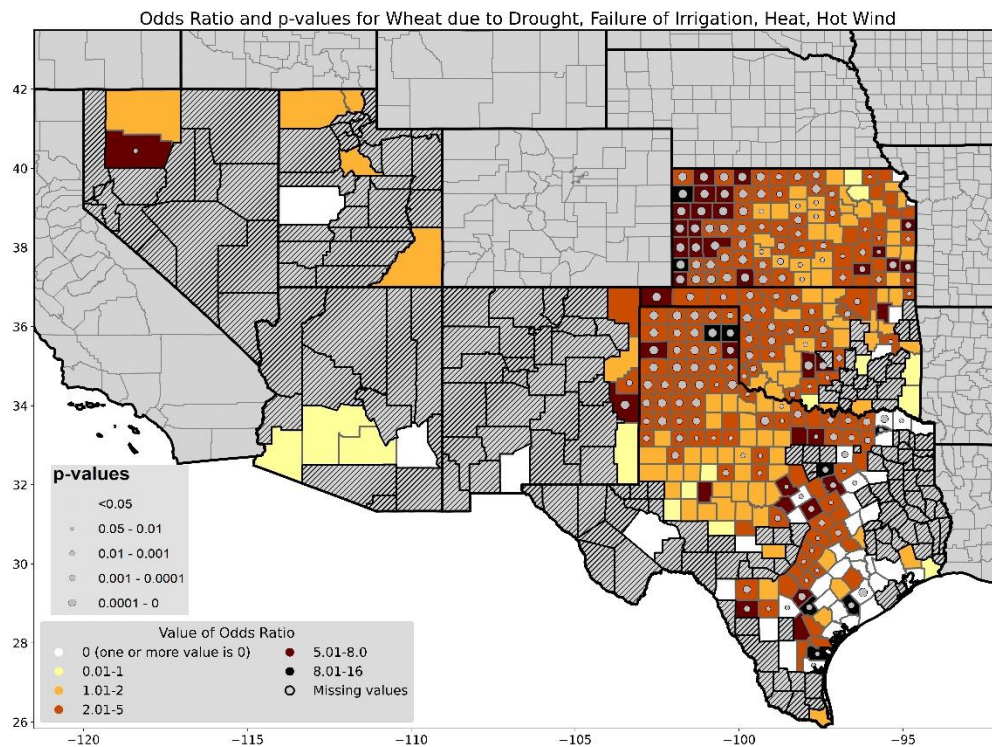 Odds Ratio and p-values for Wheat due to Drought, Failure of Irrigation, Heat, Hot Wind
42
40
38
36
34
32
30
28
26
p-values
<0.05
0.05 - 0.01
0.01 - 0.001
0.001 - 0.0001
0.0001 - 0
Value of Odds Ratio
0 (one or more value is 0)
0.01-1
1.01-2
2.01-5
5.01-8.0
8.01-16
Missing values
−120
−115
−110
−105
−100
−95